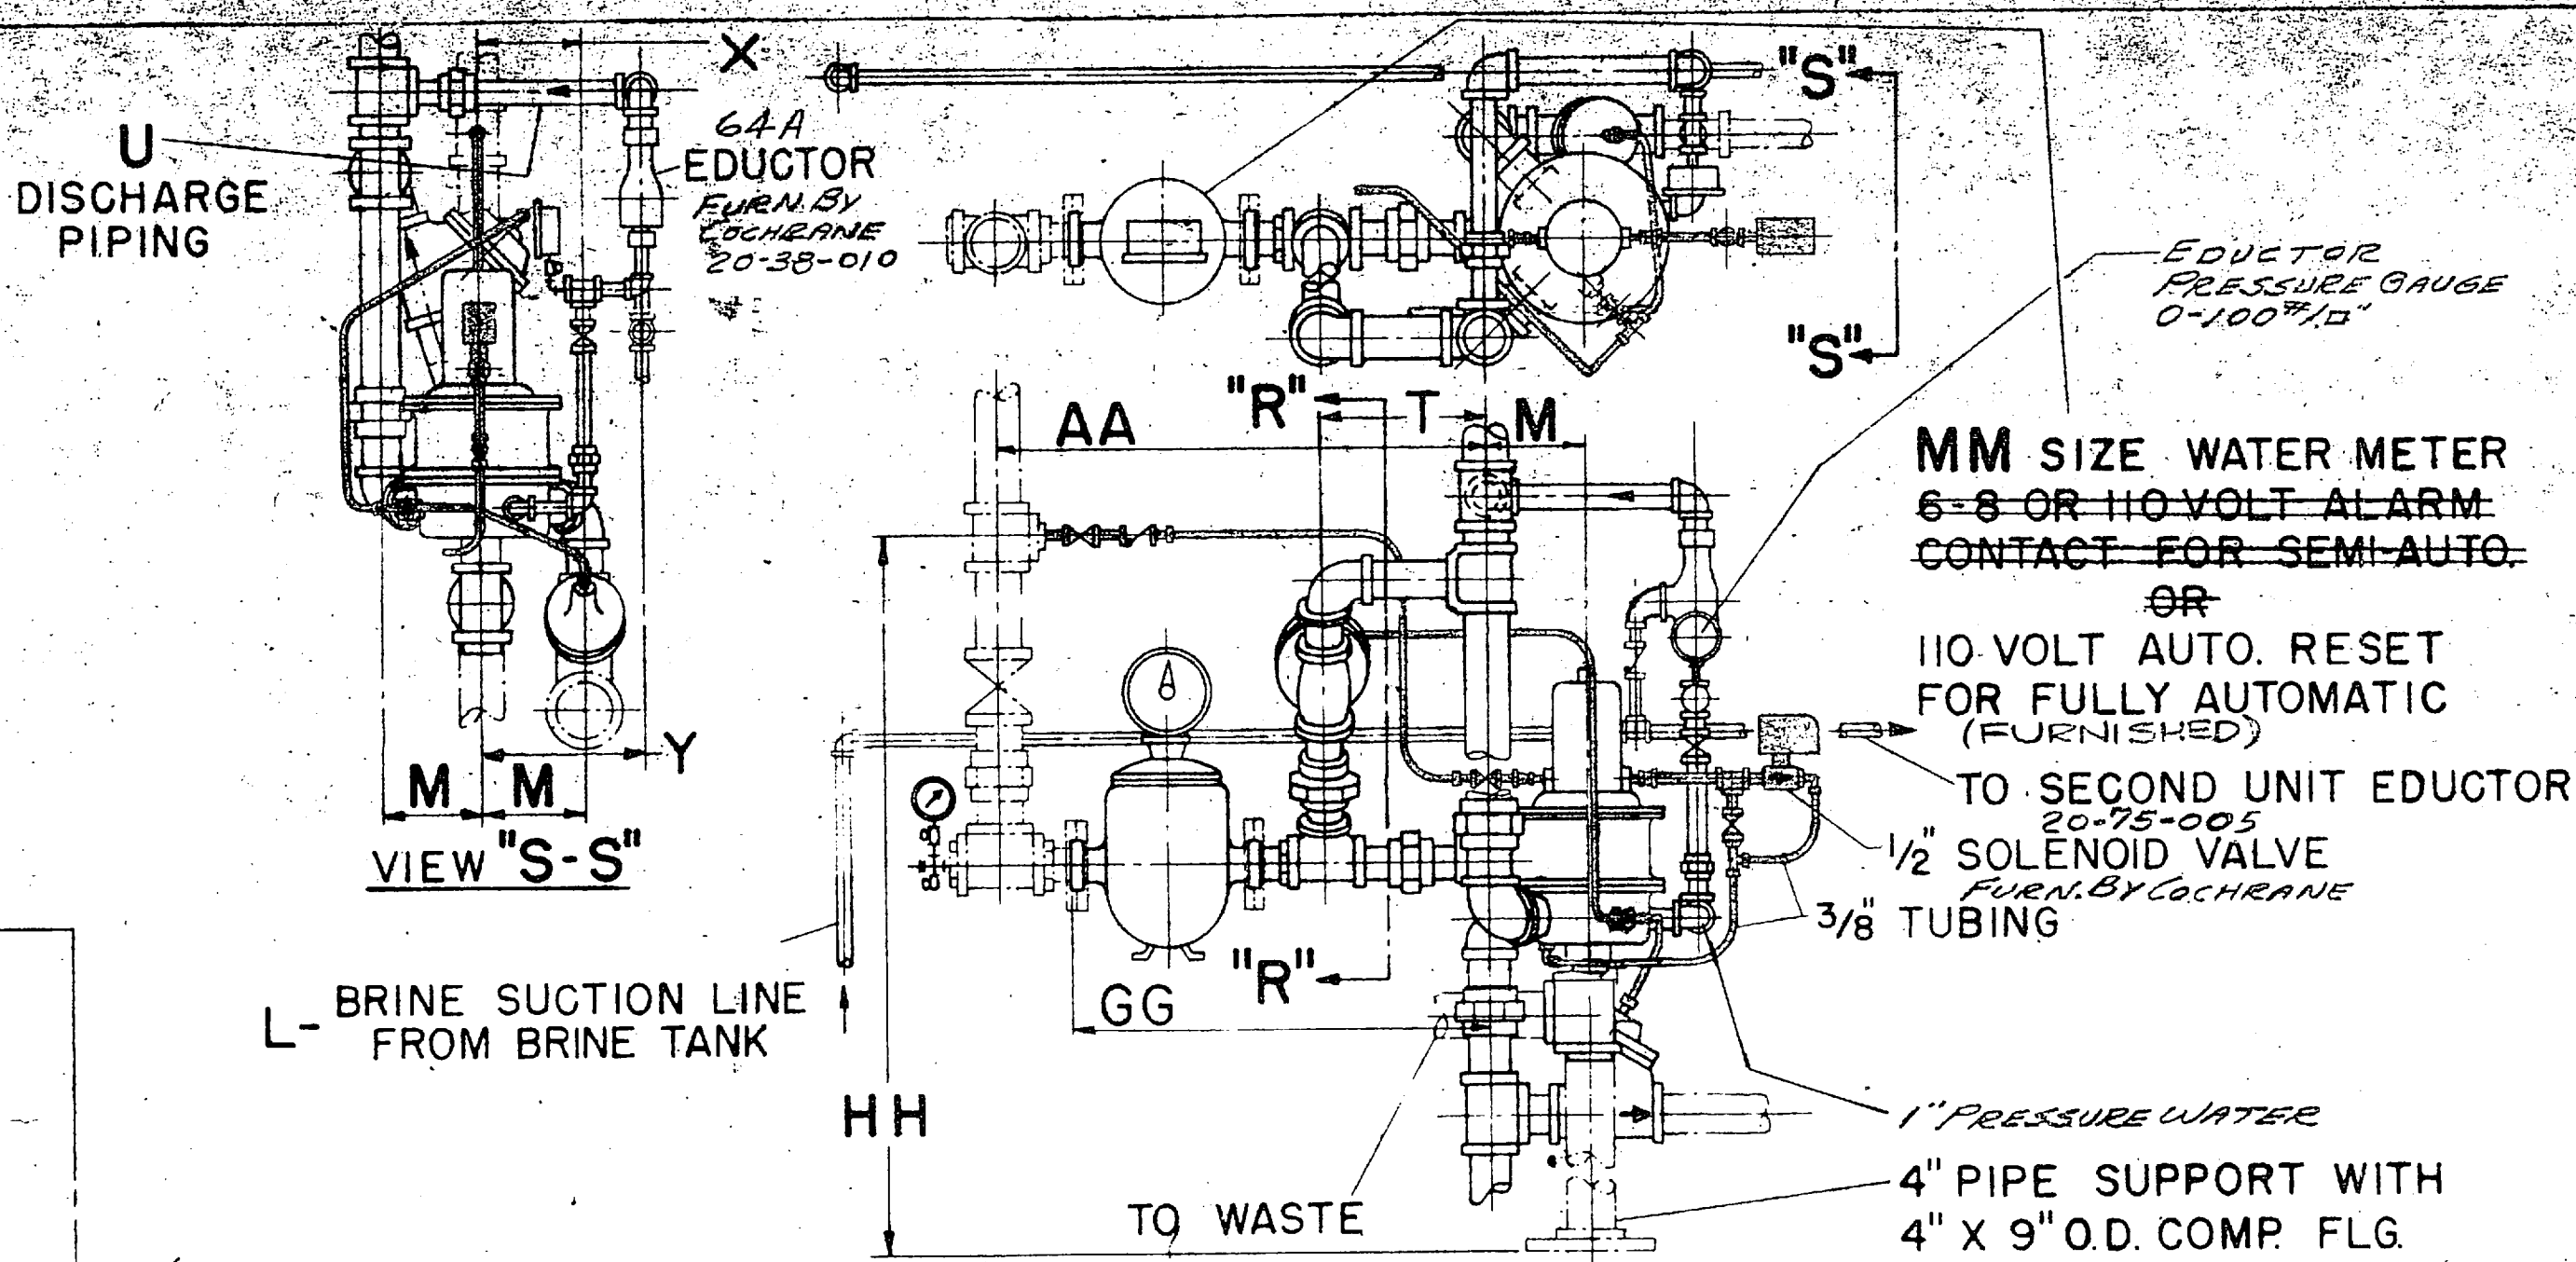 X
U
DISCHARGE
PIPING
64A
EDUCTOR
FURN. BY
COCHRANE
20-38-010
"S"
"S"
EDUCTOR
PRESSURE GAUGE
0-100#/□"
"R"
T
M
AA
MM SIZE WATER METER
6-8 OR 110 VOLT ALARM
CONTACT FOR SEMI-AUTO.
OR
110 VOLT AUTO. RESET
FOR FULLY AUTOMATIC
(FURNISHED)
TO SECOND UNIT EDUCTOR
20-75-005
1/2" SOLENOID VALVE
FURN. BY COCHRANE
3/8" TUBING
Y
M
M
VIEW "S-S"
"R"
GG
L- BRINE SUCTION LINE
FROM BRINE TANK
HH
TO WASTE
1" PRESSURE WATER
4" PIPE SUPPORT WITH
4" X 9" O.D. COMP. FLG.